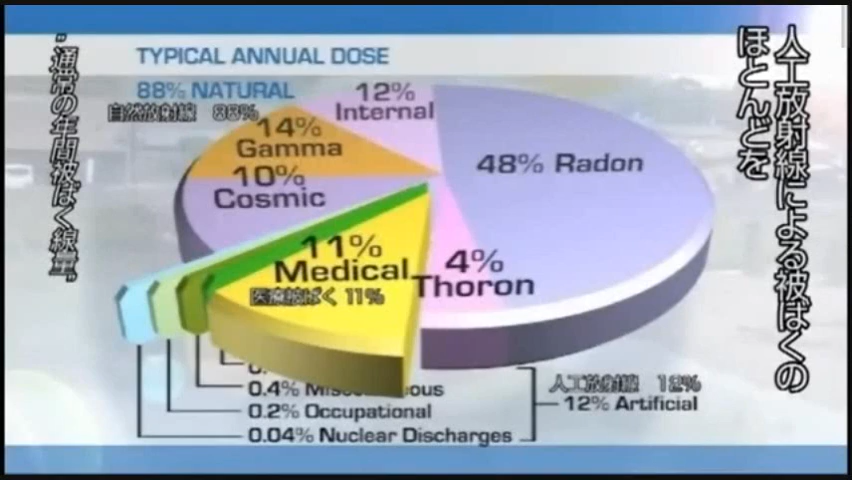 人工放射線による被ばくの
ほとんどを
"通常の年間被ばく線量"
TYPICAL ANNUAL DOSE
88% NATURAL
自然放射線 88%
12%
Internal
14%
Gamma
48% Radon
10%
Cosmic
11%
Medical
医療被ばく 11%
4%
Thoron
0.4%
0.2% Occupational
0.04% Nuclear Discharges
人工放射線 12%
12% Artificial